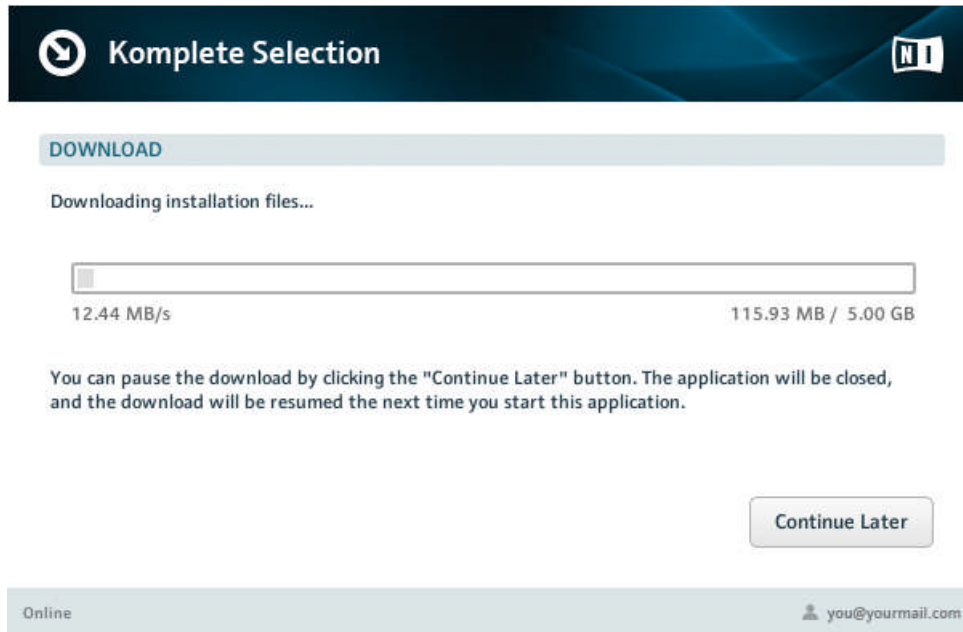 Komplete Selection
NI
DOWNLOAD
Downloading installation files...
12.44 MB/s 115.93 MB / 5.00 GB
You can pause the download by clicking the "Continue Later" button. The application will be closed,
and the download will be resumed the next time you start this application.
Continue Later
Online you@yourmail.com